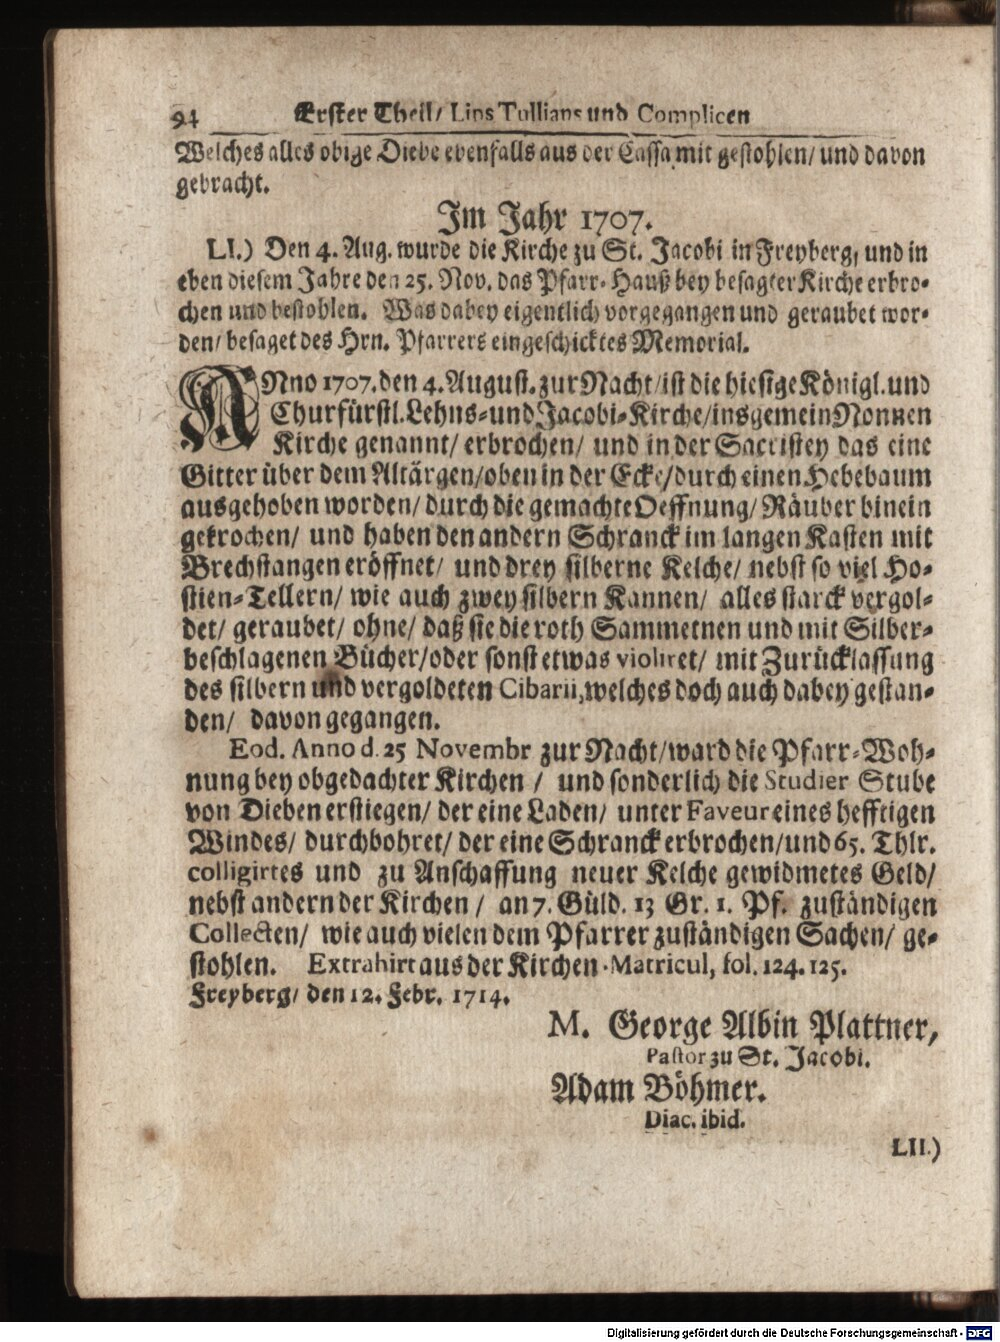 94 Erster Theil/ Lips Tullians und Complicen
Welches alles obige Diebe ebenfalls aus der Cassa mit gestohlen/ und davon
gebracht.
Im Jahr 1707.
LI.) Den 4. Aug. wurde die Kirche zu St. Jacobi in Freyberg, und in
eben diesem Jahre den 25. Nov. das Pfarr-Hauß bey besagter Kirche erbro-
chen und bestohlen. Was dabey eigentlich vorgegangen und geraubet wor-
den/ besaget des Hrn. Pfarrers eingeschicktes Memorial.
ANno 1707. den 4. August. zur Nacht/ ist die hiesige Königl. und
Churfürstl. Lehns- und Jacobi-Kirche/ insgemein Nonnen
Kirche genannt/ erbrochen/ und in der Sacristey das eine
Gitter über dem Altärgen/ oben in der Ecke/ durch einen Hebebaum
ausgehoben worden/ durch die gemachte Oeffnung/ Räuber hinein
gekrochen/ und haben den andern Schranck im langen Kasten mit
Brechstangen eröffnet/ und drey silberne Kelche/ nebst so viel Ho-
stien-Tellern/ wie auch zwey silbern Kannen/ alles starck vergol-
det/ geraubet/ ohne/ daß sie die roth Sammetnen und mit Silber-
beschlagenen Bücher/ oder sonst etwas violiret/ mit Zurücklassung
des silbern und vergoldeten Cibarii, welches doch auch dabey gestan-
den/ davon gegangen.
Eod. Anno d. 25 Novembr zur Nacht/ ward die Pfarr-Woh-
nung bey obgedachter Kirchen / und sonderlich die Studier Stube
von Dieben erstiegen/ der eine Laden/ unter Faveur eines hefftigen
Windes/ durchbohret/ der eine Schranck erbrochen/ und 65. Thlr.
colligirtes und zu Anschaffung neuer Kelche gewidmetes Geld/
nebst andern der Kirchen / an 7. Güld. 13 Gr. 1. Pf. zuständigen
Collecten/ wie auch vielen dem Pfarrer zuständigen Sachen/ ge-
stohlen. Extrahirt aus der Kirchen-Matricul, fol. 124. 125.
Freyberg/ den 12. Febr. 1714.
M. George Albin Plattner,
Pastor zu St. Jacobi.
Adam Böhmer.
Diac. ibid.
LII.)
Digitalisierung gefördert durch die Deutsche Forschungsgemeinschaft - DFG